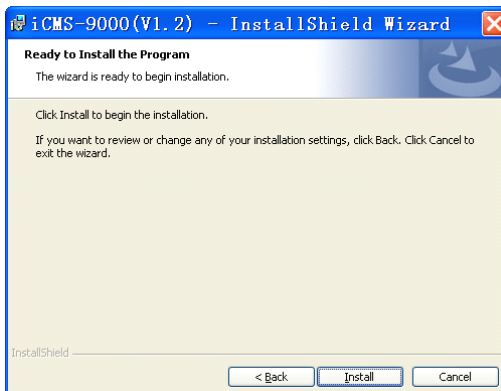 iCMS-9000(V1.2) - InstallShield Wizard
Ready to Install the Program
The wizard is ready to begin installation.
Click Install to begin the installation.
If you want to review or change any of your installation settings, click Back. Click Cancel to
exit the wizard.
InstallShield
< Back
Install
Cancel